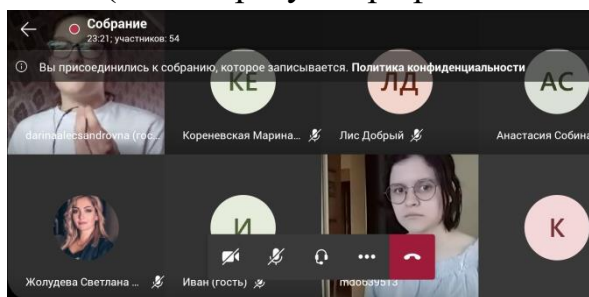 Собрание
23:21; участников: 54
Вы присоединились к собранию, которое записывается. Политика конфиденциальности
КЕ
ЛД
АС
darinaalecsandrovna (гос...
Кореневская Марина...
Лис Добрый
Анастасия Собина
И
К
Жолудева Светлана ...
Иван (гость)
mdo639513